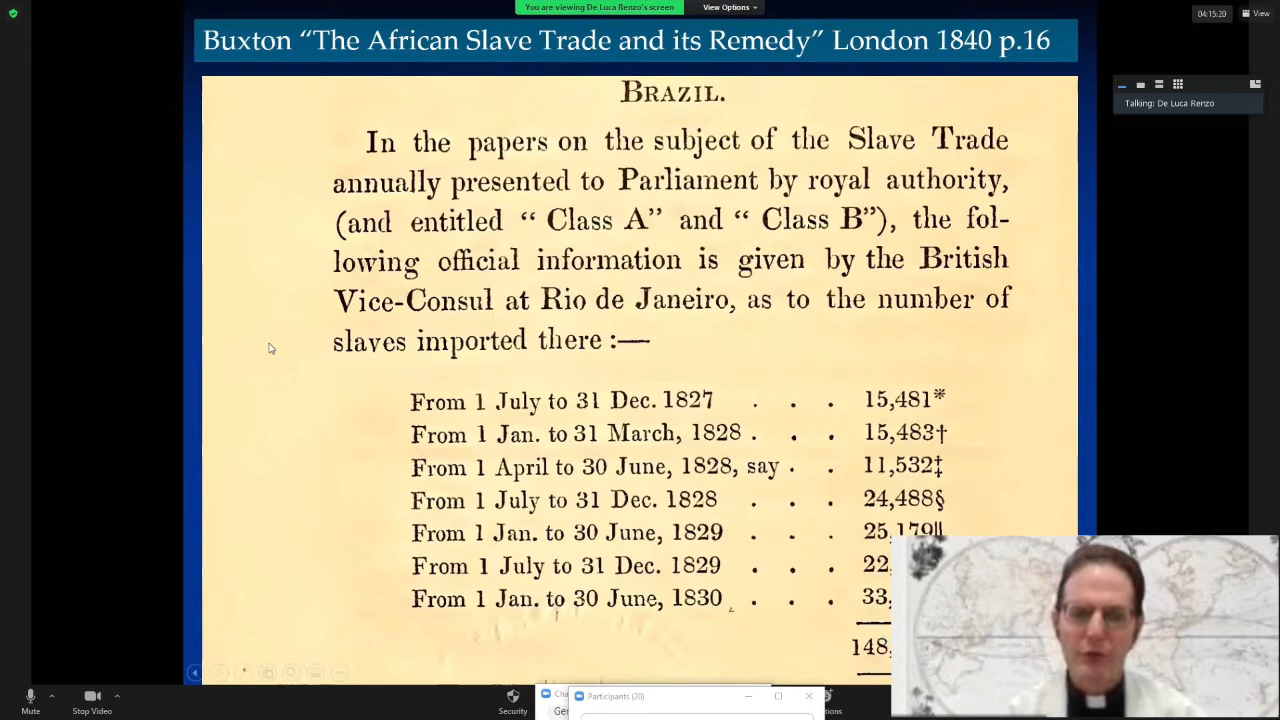 You are viewing De Luca Renzo's screen
View Options
04:15:20
View
Buxton “The African Slave Trade and its Remedy” London 1840 p.16
Talking: De Luca Renzo
BRAZIL.
In the papers on the subject of the Slave Trade
annually presented to Parliament by royal authority,
(and entitled “ Class A” and “ Class B”), the fol-
lowing official information is given by the British
Vice-Consul at Rio de Janeiro, as to the number of
slaves imported there :—
From 1 July to 31 Dec. 1827 . . . 15,481*
From 1 Jan. to 31 March, 1828 . . . 15,483†
From 1 April to 30 June, 1828, say . . 11,532‡
From 1 July to 31 Dec. 1828 . . . 24,488§
From 1 Jan. to 30 June, 1829 . . . 25,179‖
From 1 July to 31 Dec. 1829 . . . 22,
From 1 Jan. to 30 June, 1830 . . . 33,
148,
Mute
Stop Video
Security
Participants (20)